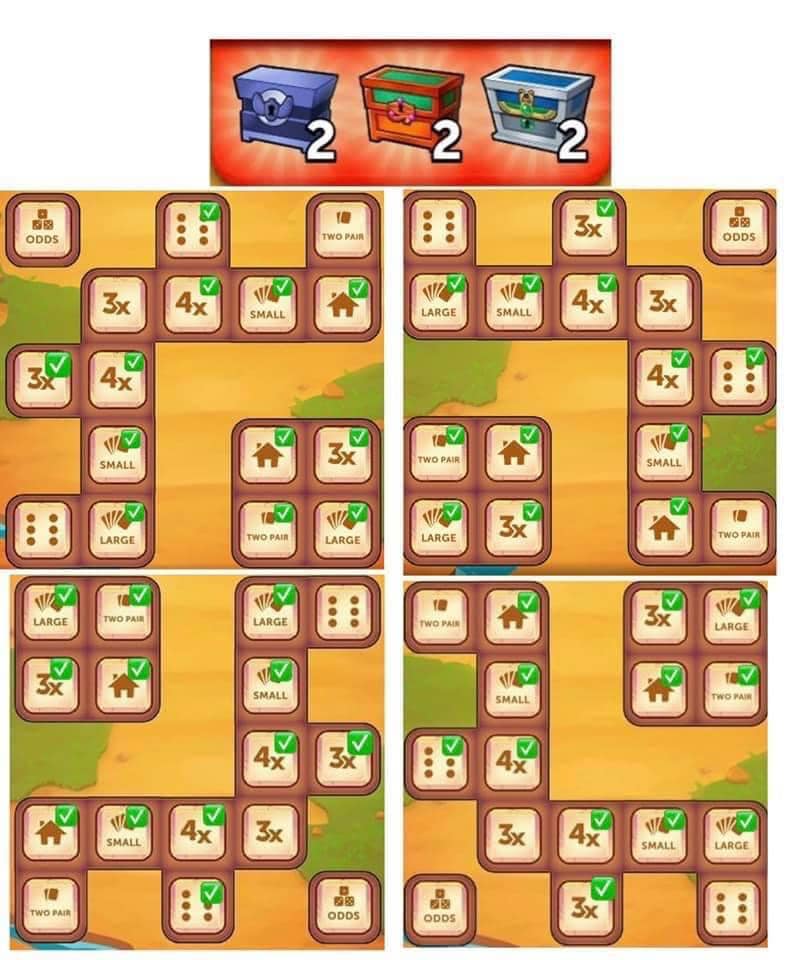 2 2 2
ODDS TWO PAIR
3x 4x SMALL
3x 4x
SMALL 3x
LARGE TWO PAIR LARGE
3x ODDS
LARGE SMALL 4x 3x
4x
TWO PAIR SMALL
LARGE 3x TWO PAIR
LARGE TWO PAIR LARGE
3x SMALL
4x 3x
SMALL 4x 3x
TWO PAIR ODDS
TWO PAIR 3x LARGE
SMALL TWO PAIR
4x
3x 4x SMALL LARGE
ODDS 3x